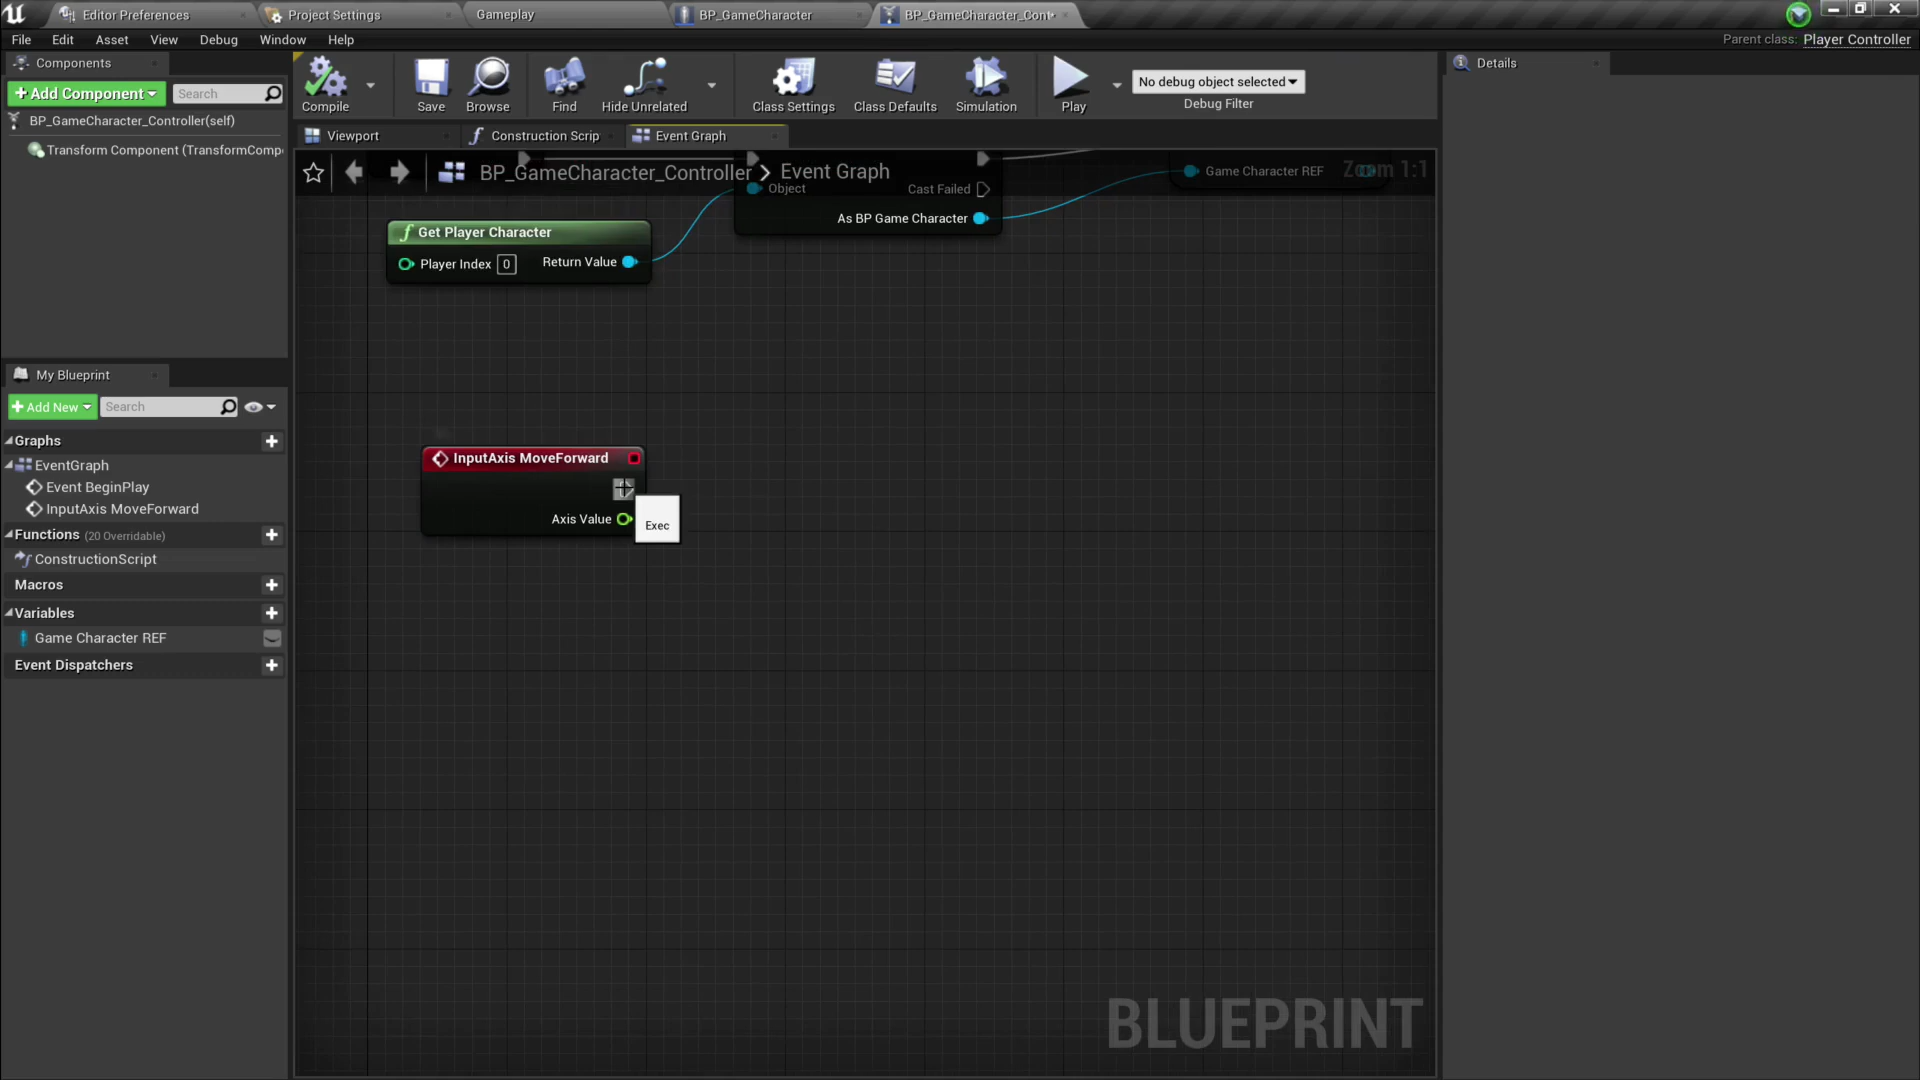 Editor Preferences
Project Settings
Gameplay
BP_GameCharacter
BP_GameCharacter_Cont
File Edit Asset View Debug Window Help
Parent class: Player Controller
Components
+ Add Component
Search
BP_GameCharacter_Controller(self)
Transform Component (TransformComp
My Blueprint
+ Add New
Search
Graphs
EventGraph
Event BeginPlay
InputAxis MoveForward
Functions (20 Overridable)
ConstructionScript
Macros
Variables
Game Character REF
Event Dispatchers
Compile
Save
Browse
Find
Hide Unrelated
Class Settings
Class Defaults
Simulation
Play
No debug object selected
Debug Filter
Viewport
Construction Scrip
Event Graph
BP_GameCharacter_Controller > Event Graph
Zoom 1:1
Object
Cast Failed
As BP Game Character
Game Character REF
Get Player Character
Player Index 0
Return Value
InputAxis MoveForward
Axis Value
Exec
BLUEPRINT
Details